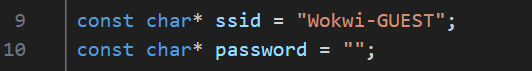 9 const char* ssid = "Wokwi-GUEST";
10 const char* password = "";